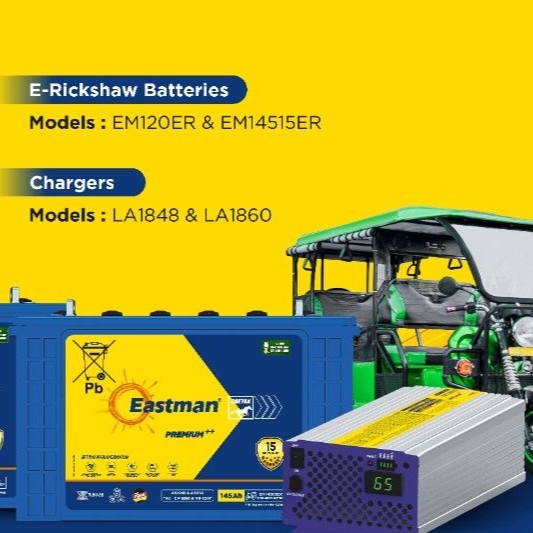 E-Rickshaw Batteries
Models : EM120ER & EM14515ER
Chargers
Models : LA1848 & LA1860
Pb
Eastman
PREMIUM++
15
145Ah
65